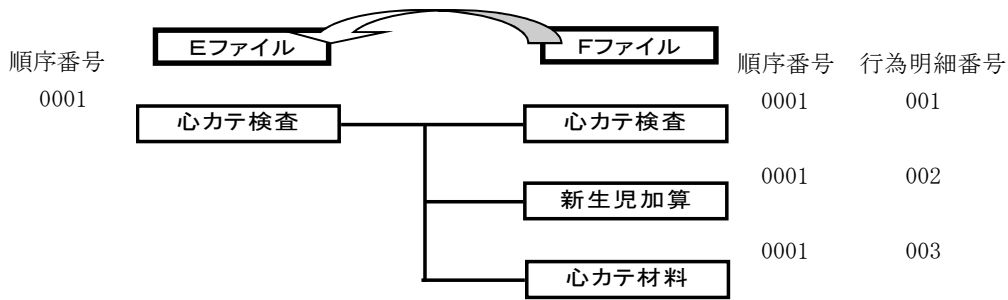 Eファイル
Fファイル
順序番号
順序番号 行為明細番号
0001
心カテ検査
心カテ検査
0001 001
新生児加算
0001 002
心カテ材料
0001 003